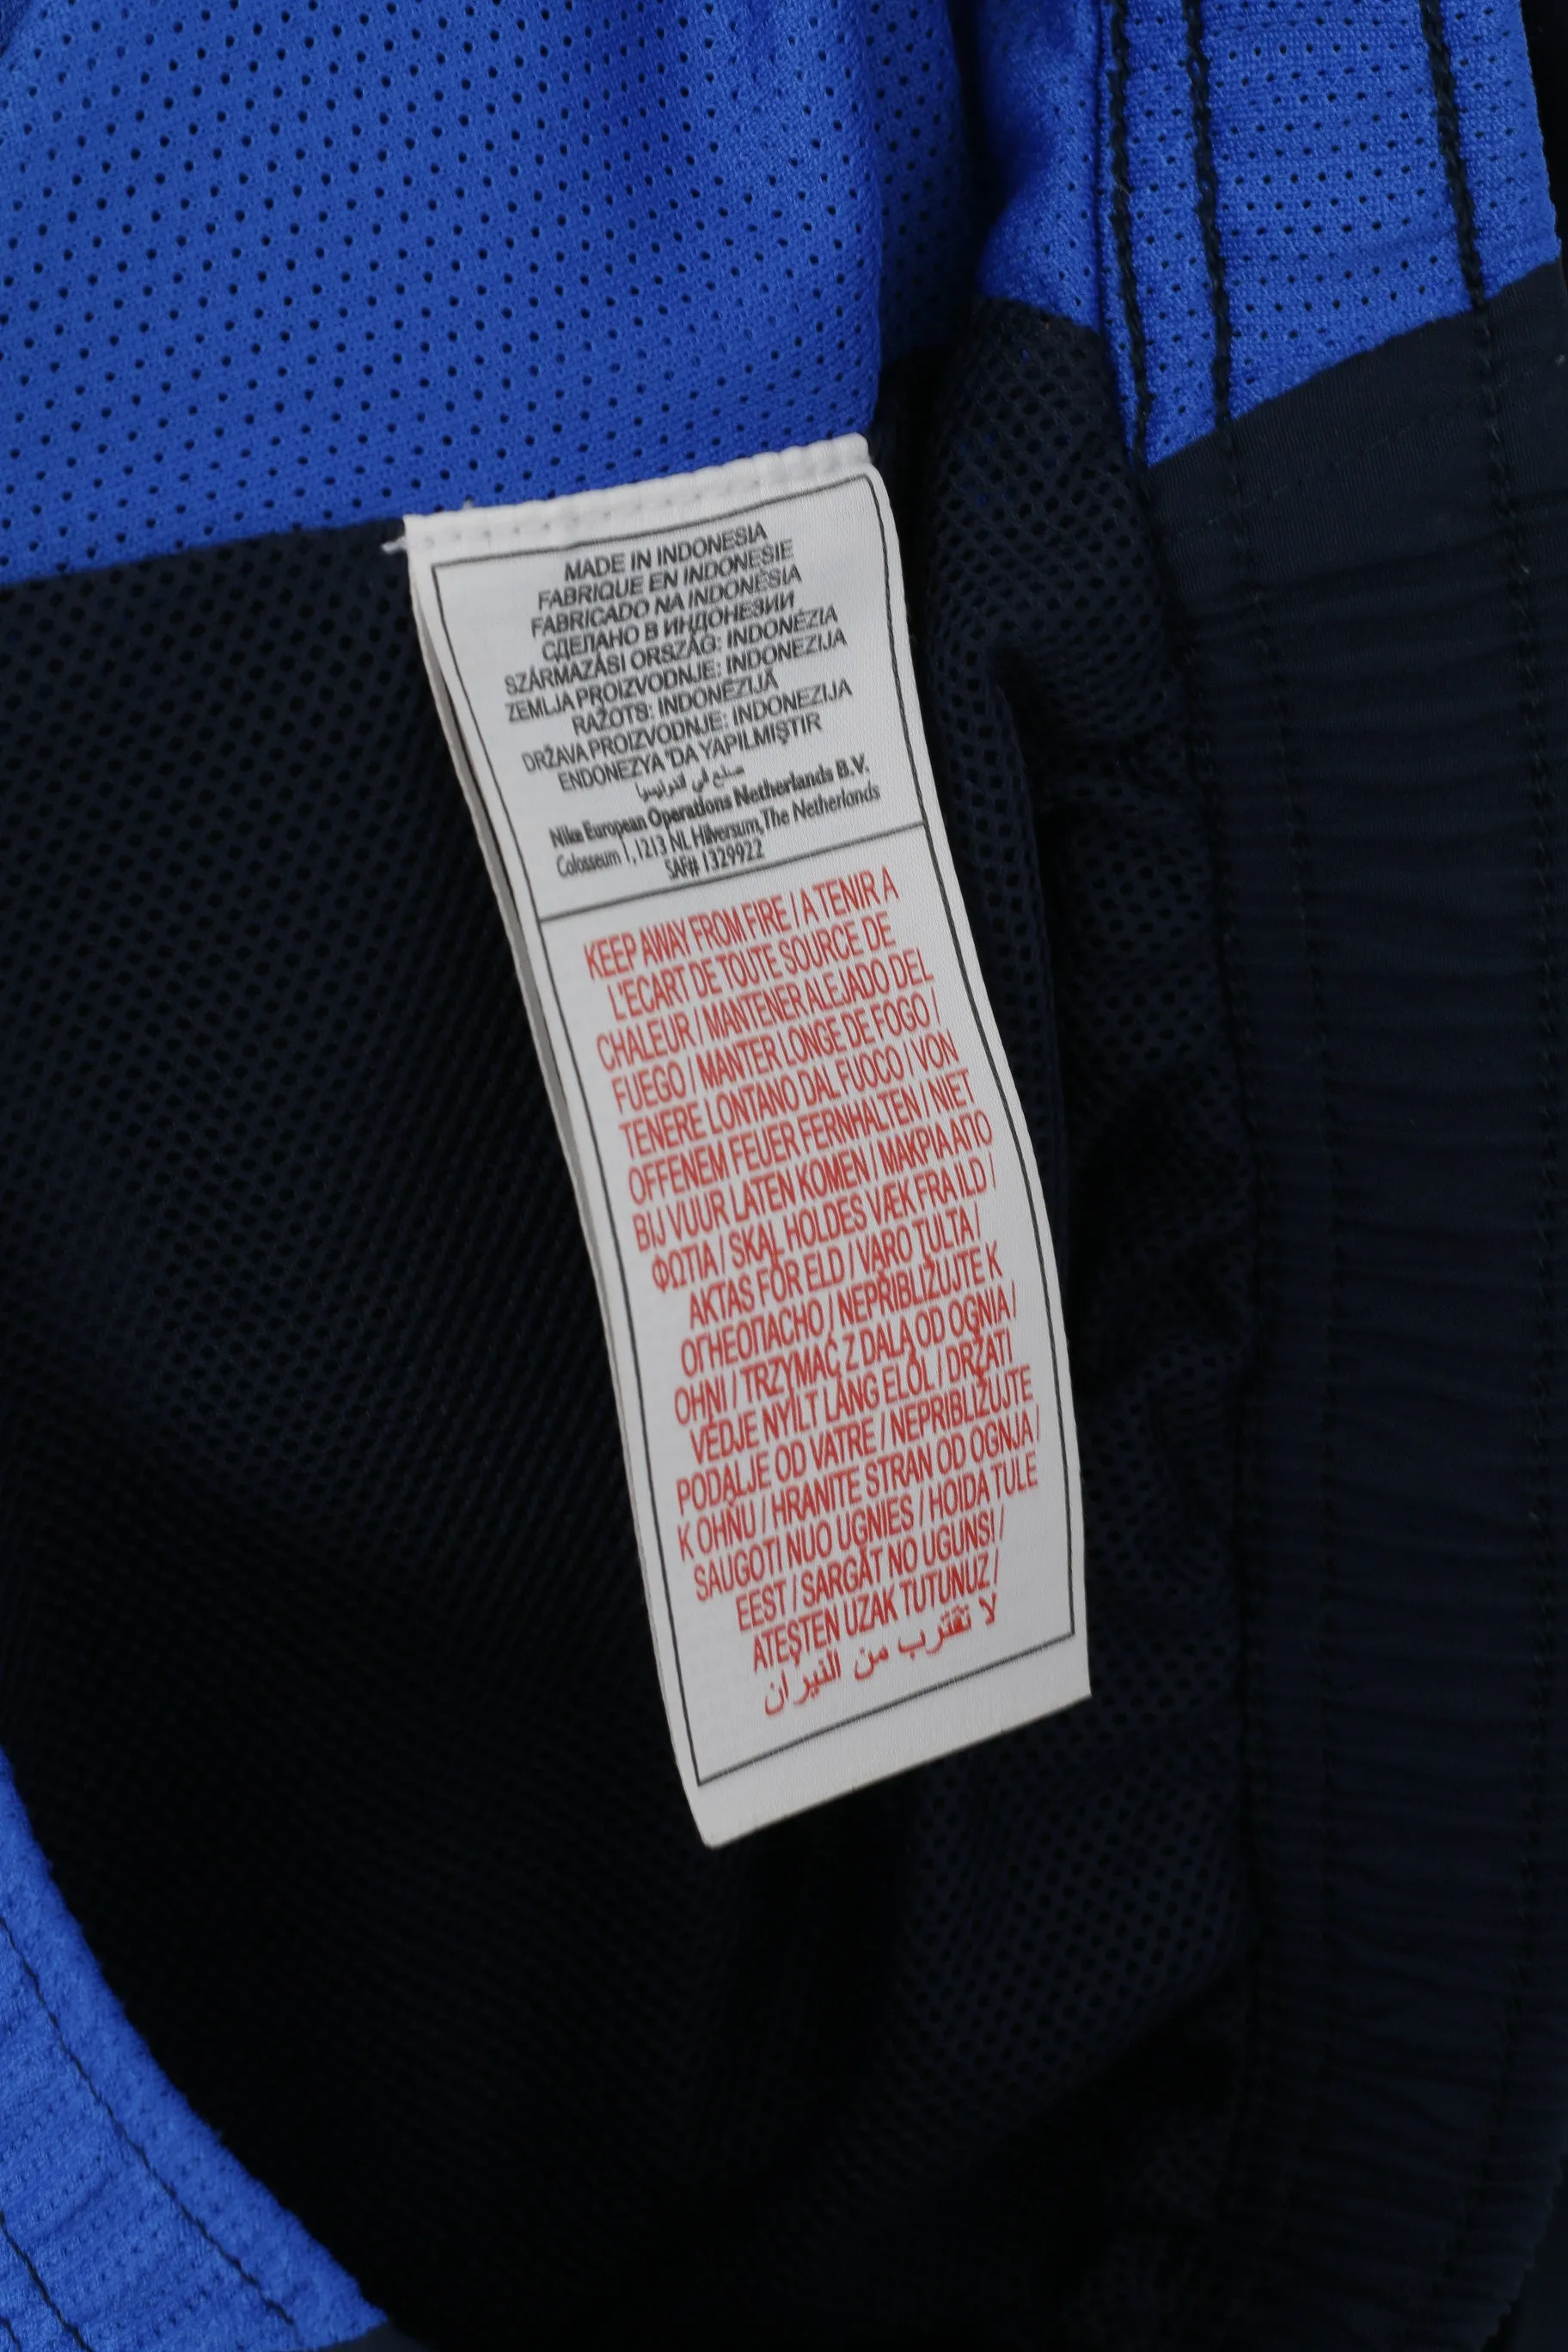 MADE IN INDONESIA
FABRIQUE EN INDONESIE
FABRICADO NA INDONÉSIA
СДЕЛАНО В ИНДОНЕЗИИ
SZÁRMAZÁSI ORSZÁG: INDONÉZIA
ZEMLJA PROIZVODNJE: INDONEZIJA
RAŽOTS: INDONĒZIJĀ
DRŽAVA PROIZVODNJE: INDONEZIJA
ENDONEZYA'DA YAPILMIŞTIR
صنع في اندونيسيا
Nike European Operations Netherlands B.V.
Colosseum 1, 1213 NL Hilversum, The Netherlands
SAF# 1329922
KEEP AWAY FROM FIRE / A TENIR A
L'ECART DE TOUTE SOURCE DE
CHALEUR / MANTENER ALEJADO DEL
FUEGO / MANTER LONGE DE FOGO /
TENERE LONTANO DAL FUOCO / VON
OFFENEM FEUER FERNHALTEN / NIET
BIJ VUUR LATEN KOMEN / ΜΑΚΡΙΑ ΑΠΟ
ΦΩΤΙΑ / SKAL HOLDES VÆK FRA ILD /
AKTAS FÖR ELD / VARO TULTA /
ОГНЕОПАСНО / NEPŘIBLIŽUJTE K
OHNI / TRZYMAĆ Z DALA OD OGNIA /
VEDJE NYÍLT LÁNG ELŐL / DRŽATI
PODALJE OD VATRE / NEPRIBLIŽUJTE
K OHŇU / HRANITE STRAN OD OGNJA /
SAUGOTI NUO UGNIES / HOIDA TULE
EEST / SARGĀT NO UGUNS! /
ATEŞTEN UZAK TUTUNUZ /
لا تقترب من النيران